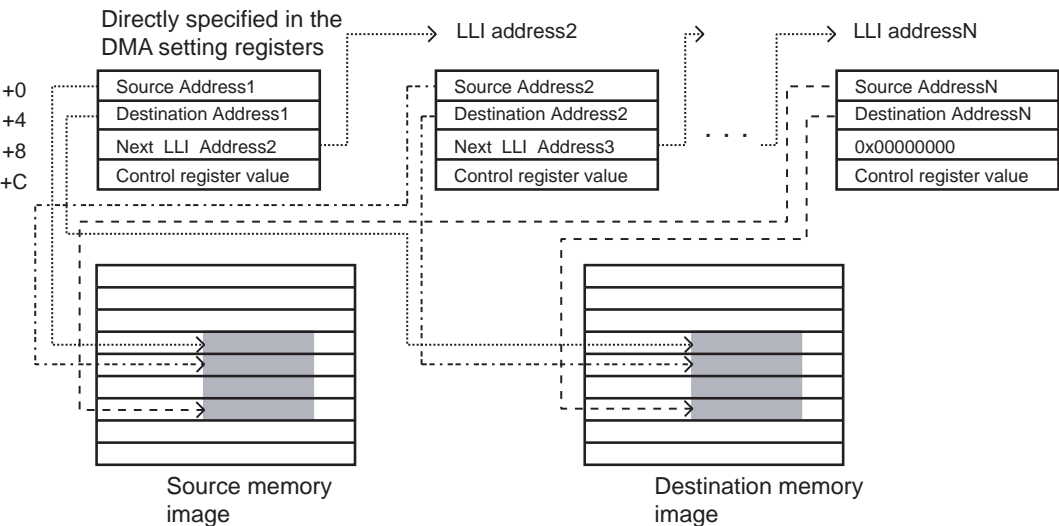 Directly specified in the
DMA setting registers
LLI address2
LLI addressN
+0
Source Address1
Source Address2
Source AddressN
+4
Destination Address1
Destination Address2
Destination AddressN
+8
Next LLI Address2
Next LLI Address3
. . .
0x00000000
+C
Control register value
Control register value
Control register value
Source memory
image
Destination memory
image